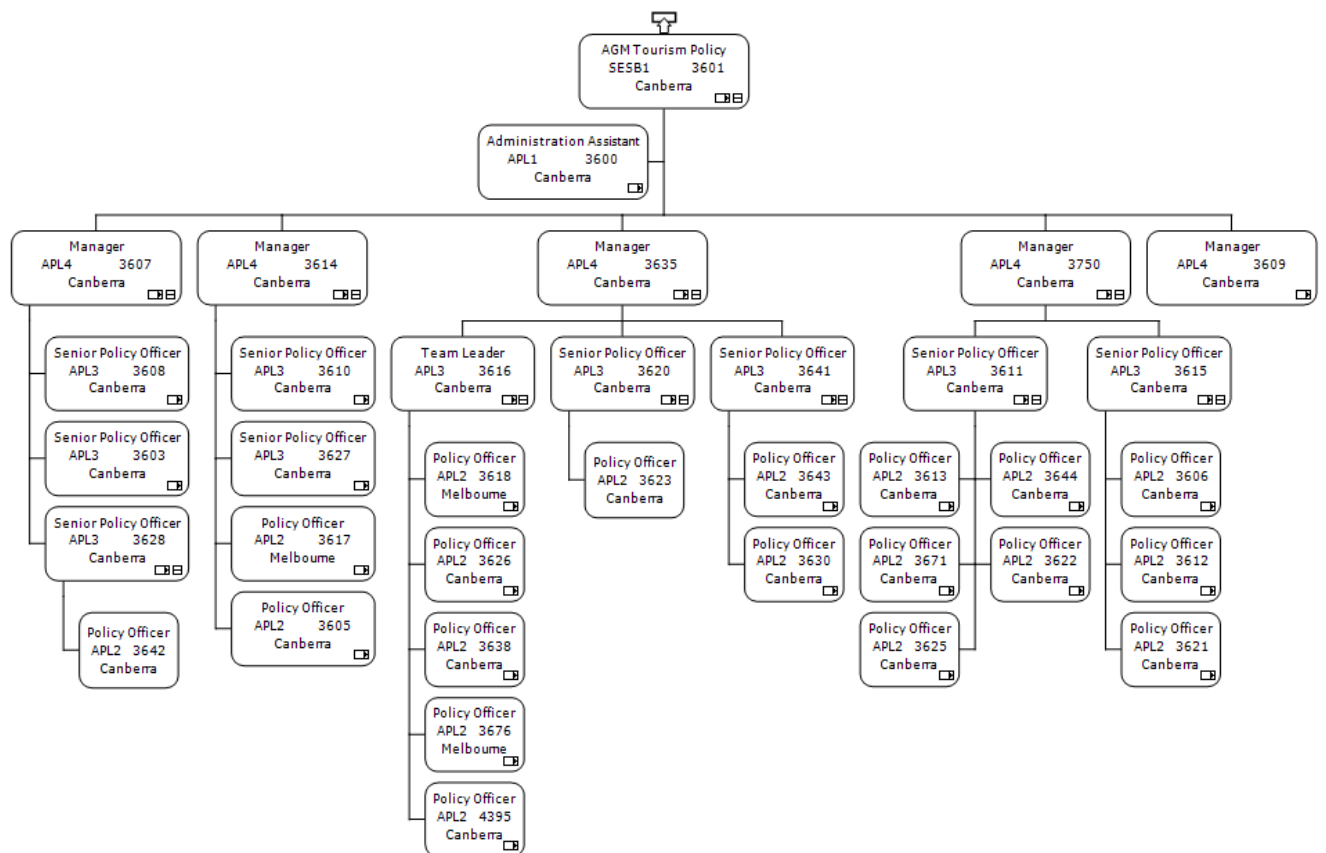 AGM Tourism Policy
SESB1 3601
Canberra
Administration Assistant
APL1 3600
Canberra
Manager
APL4 3607
Canberra
Manager
APL4 3614
Canberra
Manager
APL4 3635
Canberra
Manager
APL4 3750
Canberra
Manager
APL4 3609
Canberra
Senior Policy Officer
APL3 3608
Canberra
Senior Policy Officer
APL3 3610
Canberra
Team Leader
APL3 3616
Canberra
Senior Policy Officer
APL3 3620
Canberra
Senior Policy Officer
APL3 3641
Canberra
Senior Policy Officer
APL3 3611
Canberra
Senior Policy Officer
APL3 3615
Canberra
Senior Policy Officer
APL3 3603
Canberra
Senior Policy Officer
APL3 3627
Canberra
Policy Officer
APL2 3618
Melbourne
Policy Officer
APL2 3623
Canberra
Policy Officer
APL2 3643
Canberra
Policy Officer
APL2 3613
Canberra
Policy Officer
APL2 3644
Canberra
Policy Officer
APL2 3606
Canberra
Senior Policy Officer
APL3 3628
Canberra
Policy Officer
APL2 3617
Melbourne
Policy Officer
APL2 3626
Canberra
Policy Officer
APL2 3630
Canberra
Policy Officer
APL2 3671
Canberra
Policy Officer
APL2 3622
Canberra
Policy Officer
APL2 3612
Canberra
Policy Officer
APL2 3642
Canberra
Policy Officer
APL2 3605
Canberra
Policy Officer
APL2 3638
Canberra
Policy Officer
APL2 3625
Canberra
Policy Officer
APL2 3621
Canberra
Policy Officer
APL2 3676
Melbourne
Policy Officer
APL2 4395
Canberra